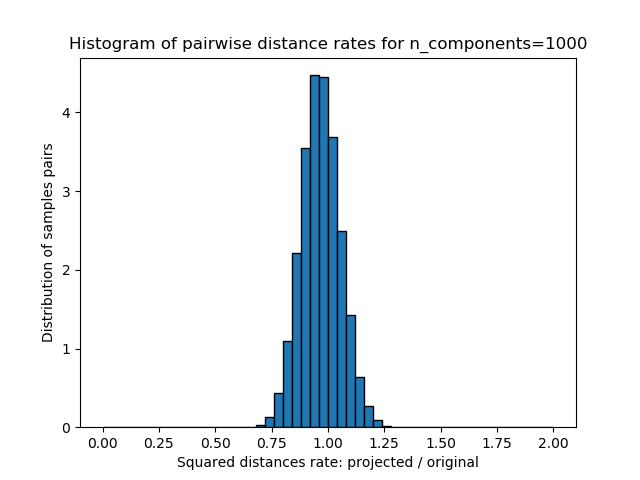 Histogram of pairwise distance rates for n_components=1000
Distribution of samples pairs
4
3
2
1
0
0.00 0.25 0.50 0.75 1.00 1.25 1.50 1.75 2.00
Squared distances rate: projected / original